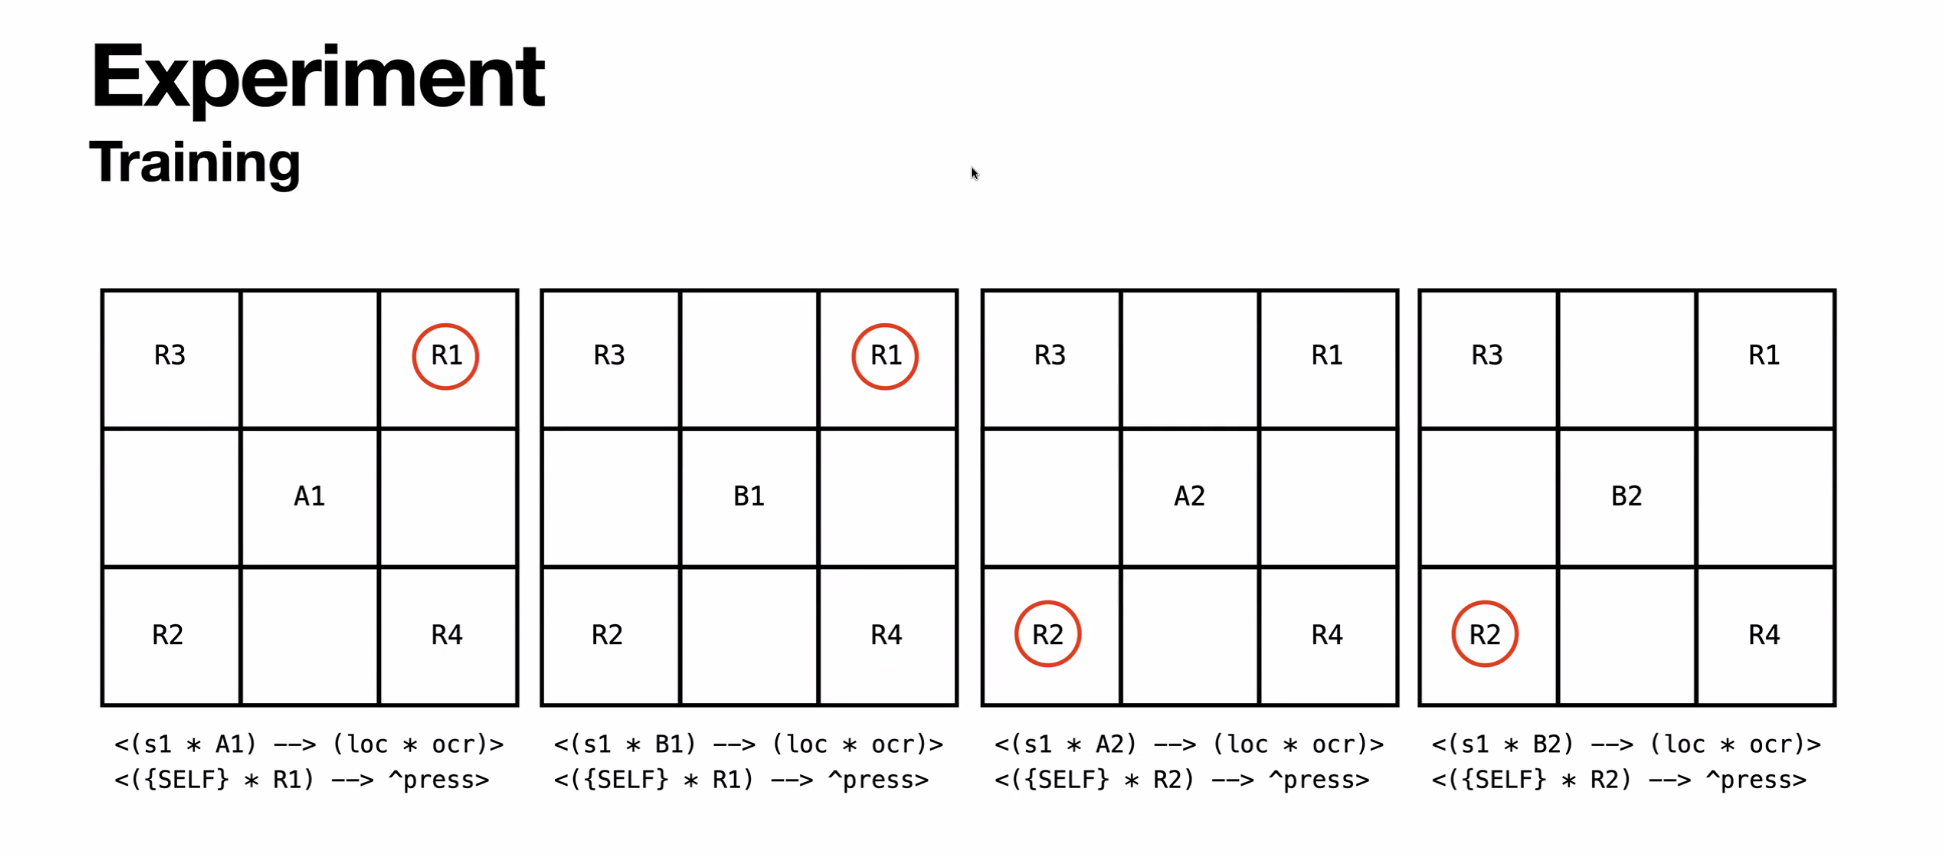 Experiment
Training
R3 R1 R3 R1 R3 R1 R3 R1
A1 B1 A2 B2
R2 R4 R2 R4 R2 R4 R2 R4
<(s1 * A1) --> (loc * ocr)> <(s1 * B1) --> (loc * ocr)> <(s1 * A2) --> (loc * ocr)> <(s1 * B2) --> (loc * ocr)>
<({SELF} * R1) --> ^press> <({SELF} * R1) --> ^press> <({SELF} * R2) --> ^press> <({SELF} * R2) --> ^press>